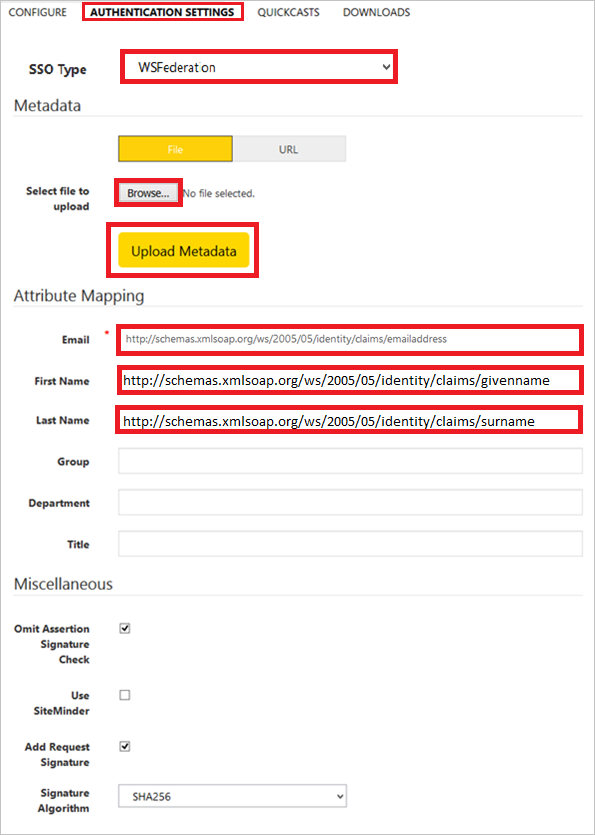 CONFIGURE AUTHENTICATION SETTINGS QUICKCASTS DOWNLOADS
SSO Type WSFederation
Metadata
File URL
Select file to
upload
Browse... No file selected.
Upload Metadata
Attribute Mapping
Email * http://schemas.xmlsoap.org/ws/2005/05/identity/claims/emailaddress
First Name http://schemas.xmlsoap.org/ws/2005/05/identity/claims/givenname
Last Name http://schemas.xmlsoap.org/ws/2005/05/identity/claims/surname
Group
Department
Title
Miscellaneous
Omit Assertion
Signature
Check
Use
SiteMinder
Add Request
Signature
Signature
Algorithm
SHA256